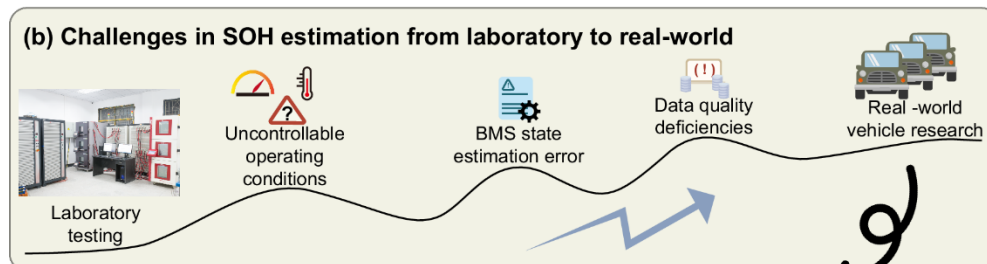 (b) Challenges in SOH estimation from laboratory to real-world
Laboratory
testing
Uncontrollable
operating
conditions
BMS state
estimation error
Data quality
deficiencies
Real -world
vehicle research
?
(!)